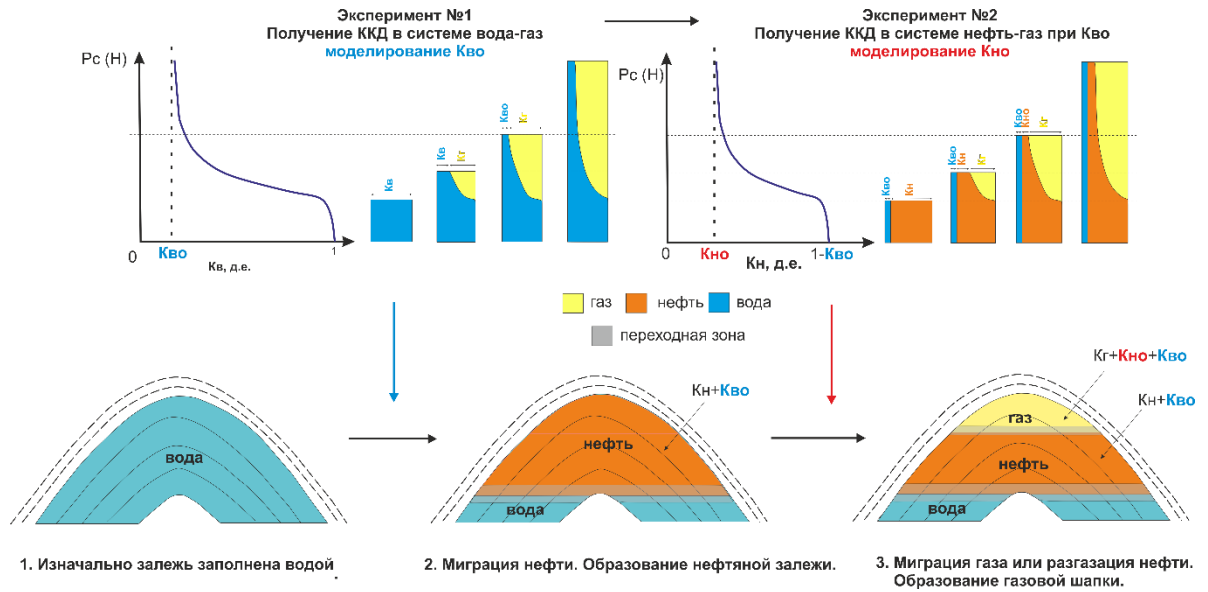 Эксперимент №1
Получение ККД в системе вода-газ
моделирование Кво
Эксперимент №2
Получение ККД в системе нефть-газ при Кво
моделирование Кно
Pc (H)
0
Кво
1
Кв, д.е.
Кв
Кв Кг
Кво Кг
Pc (H)
0
Кно
1-Кво
Кн, д.е.
Кво Кн
Кво Кн Кг
Кво Кно Кг
газ нефть вода
переходная зона
вода
Кн+Кво
нефть
вода
Кг+Кно+Кво
Кн+Кво
газ
нефть
вода
1. Изначально залежь заполнена водой.
2. Миграция нефти. Образование нефтяной залежи.
3. Миграция газа или разгазация нефти.
Образование газовой шапки.